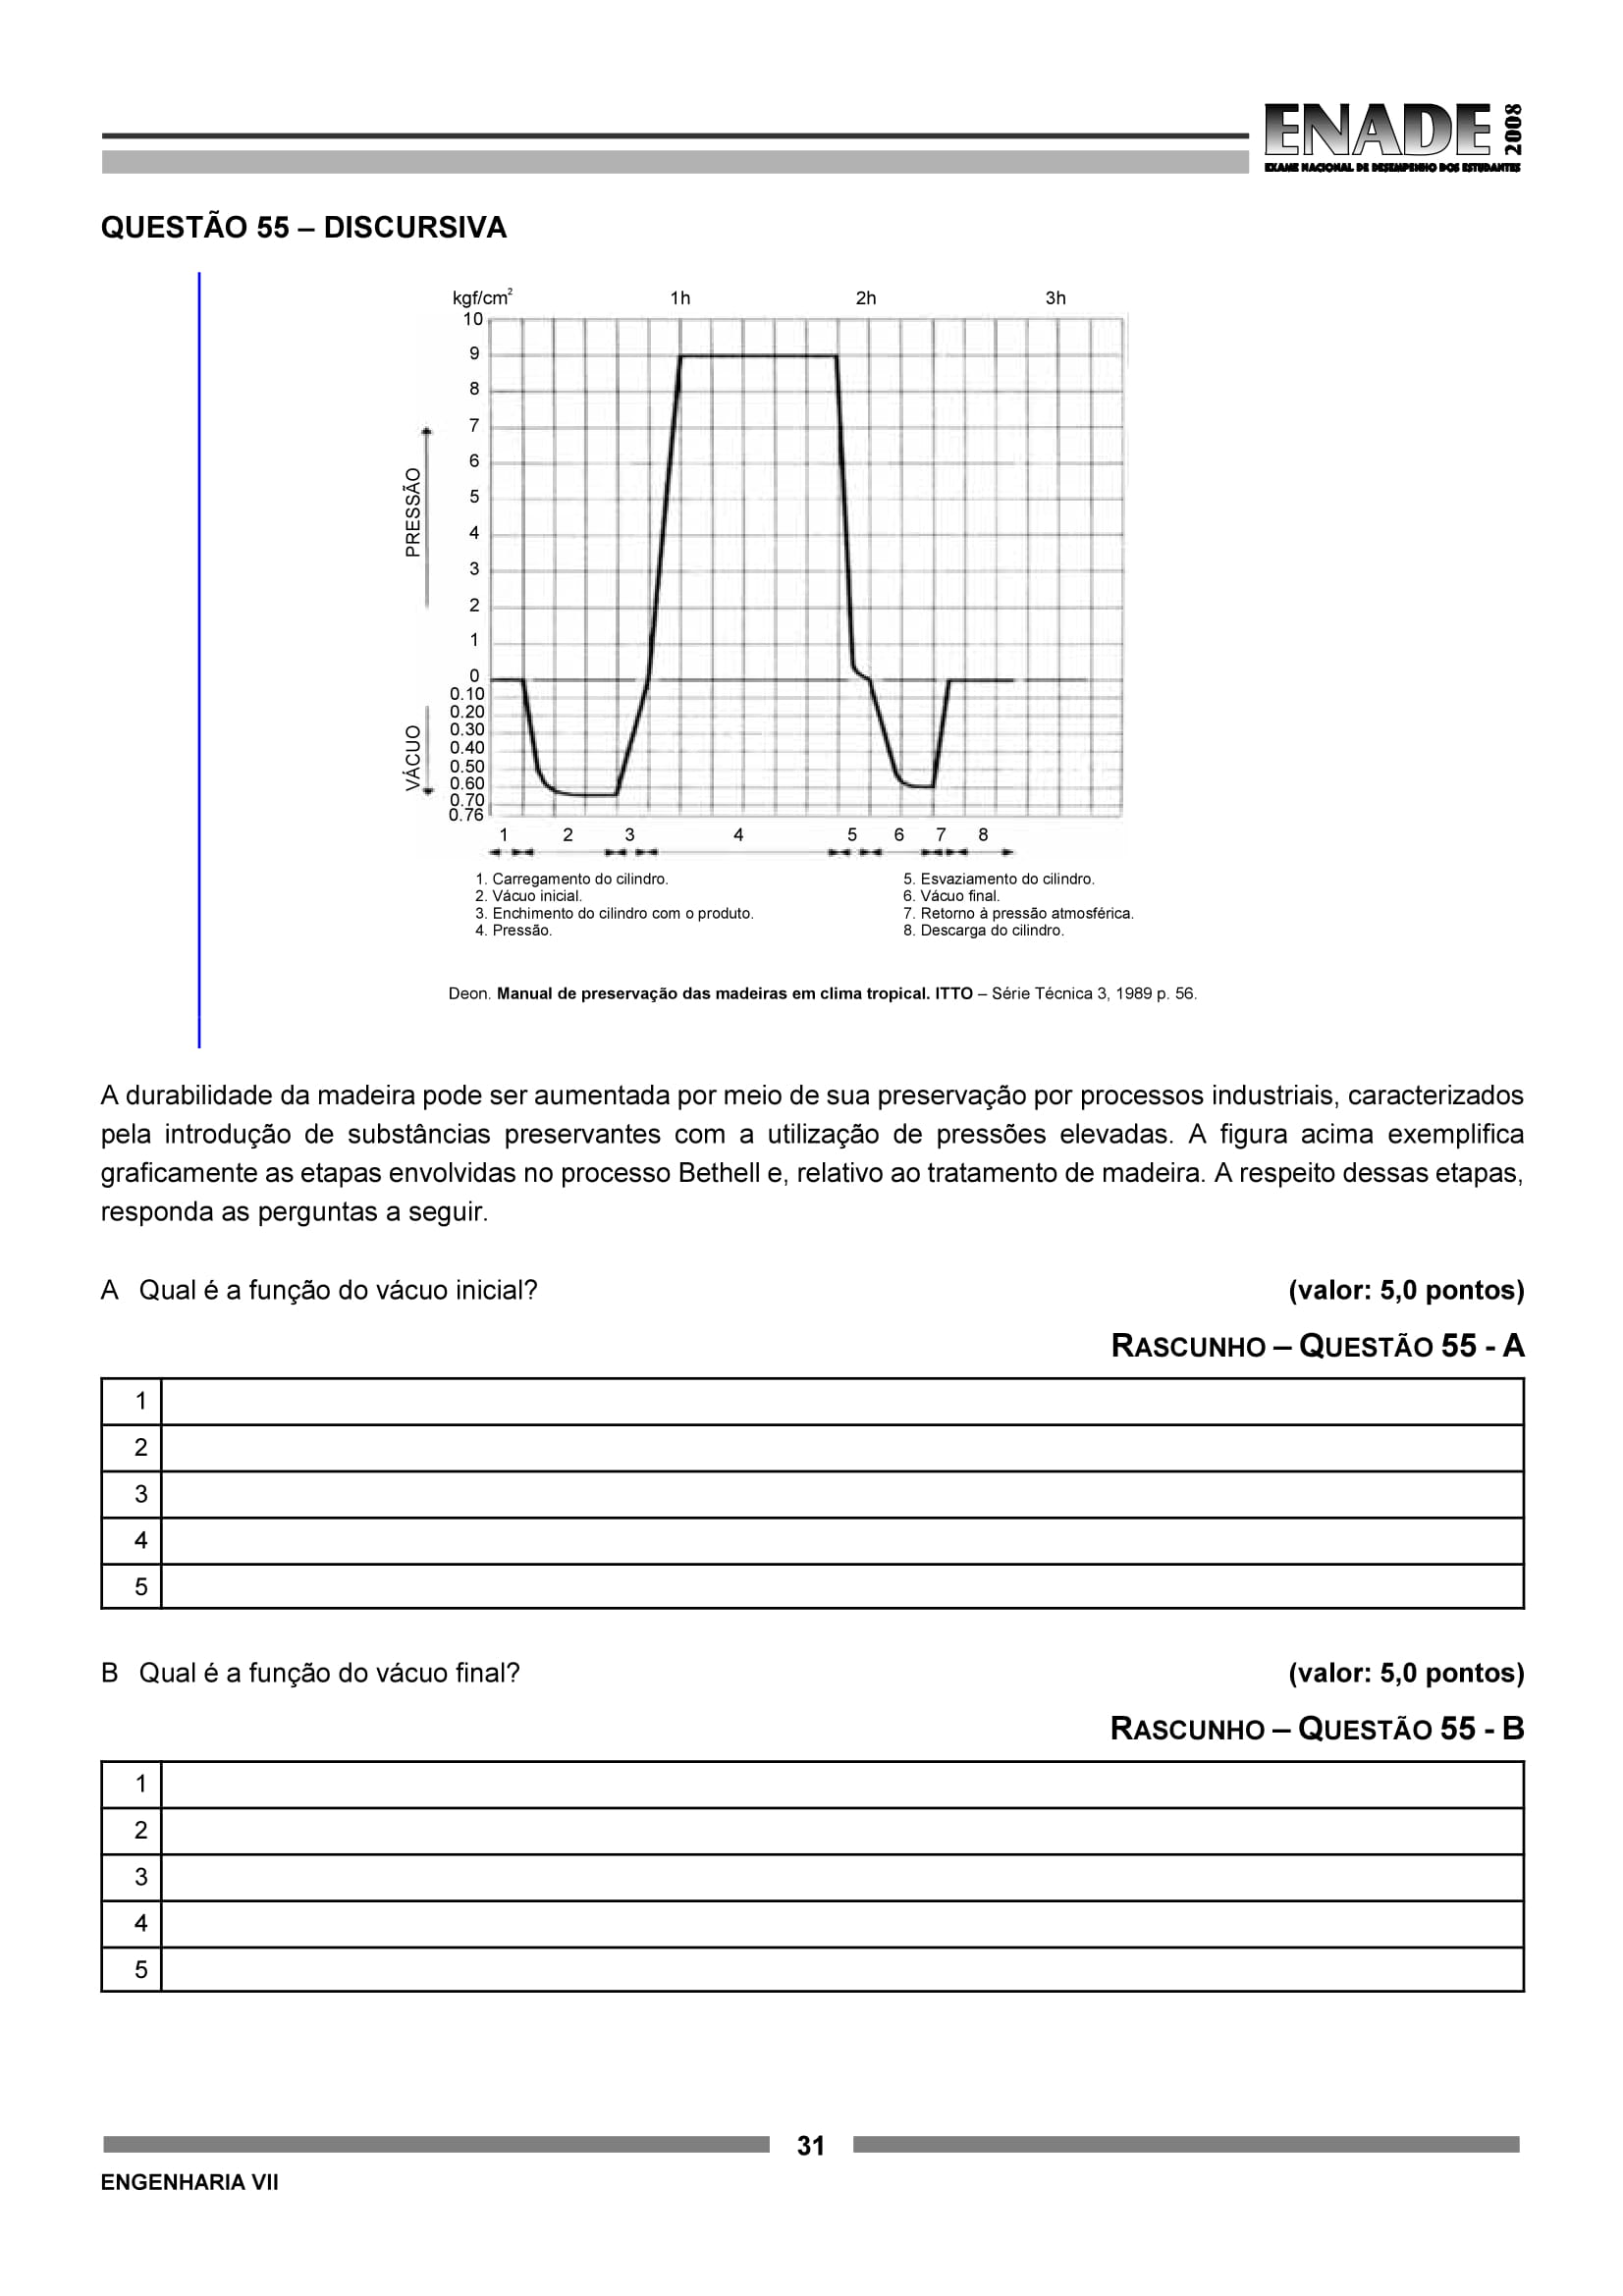 ENADE 2008
EXAME NACIONAL DE DESEMPENHO DOS ESTUDANTES
QUESTÃO 55 – DISCURSIVA
kgf/cm²
1h 2h 3h
10
9
8
7
6
5
4
3
2
1
0
0.10
0.20
0.30
0.40
0.50
0.60
0.70
0.76
PRESSÃO
VÁCUO
1 2 3 4 5 6 7 8
1. Carregamento do cilindro.
2. Vácuo inicial.
3. Enchimento do cilindro com o produto.
4. Pressão.
5. Esvaziamento do cilindro.
6. Vácuo final.
7. Retorno à pressão atmosférica.
8. Descarga do cilindro.
Deon. Manual de preservação das madeiras em clima tropical. ITTO – Série Técnica 3, 1989 p. 56.
A durabilidade da madeira pode ser aumentada por meio de sua preservação por processos industriais, caracterizados
pela introdução de substâncias preservantes com a utilização de pressões elevadas. A figura acima exemplifica
graficamente as etapas envolvidas no processo Bethell e, relativo ao tratamento de madeira. A respeito dessas etapas,
responda as perguntas a seguir.
A Qual é a função do vácuo inicial? (valor: 5,0 pontos)
RASCUNHO – QUESTÃO 55 - A
1
2
3
4
5
B Qual é a função do vácuo final? (valor: 5,0 pontos)
RASCUNHO – QUESTÃO 55 - B
1
2
3
4
5
31
ENGENHARIA VII